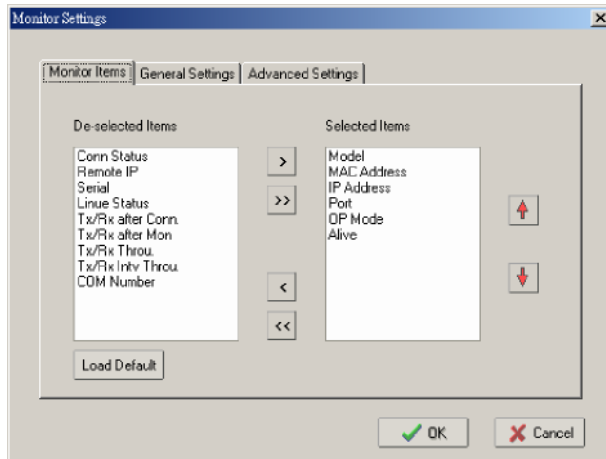 Monitor Settings
Monitor Items
General Settings
Advanced Settings
De-selected Items
Conn Status
Remote IP
Serial
Linue Status
Tx/Rx after Conn.
Tx/Rx after Mon
Tx/Rx Throu.
Tx/Rx Intv Throu.
COM Number
>
>>
<
<<
Selected Items
Model
MAC Address
IP Address
Port
OP Mode
Alive
Load Default
OK
Cancel